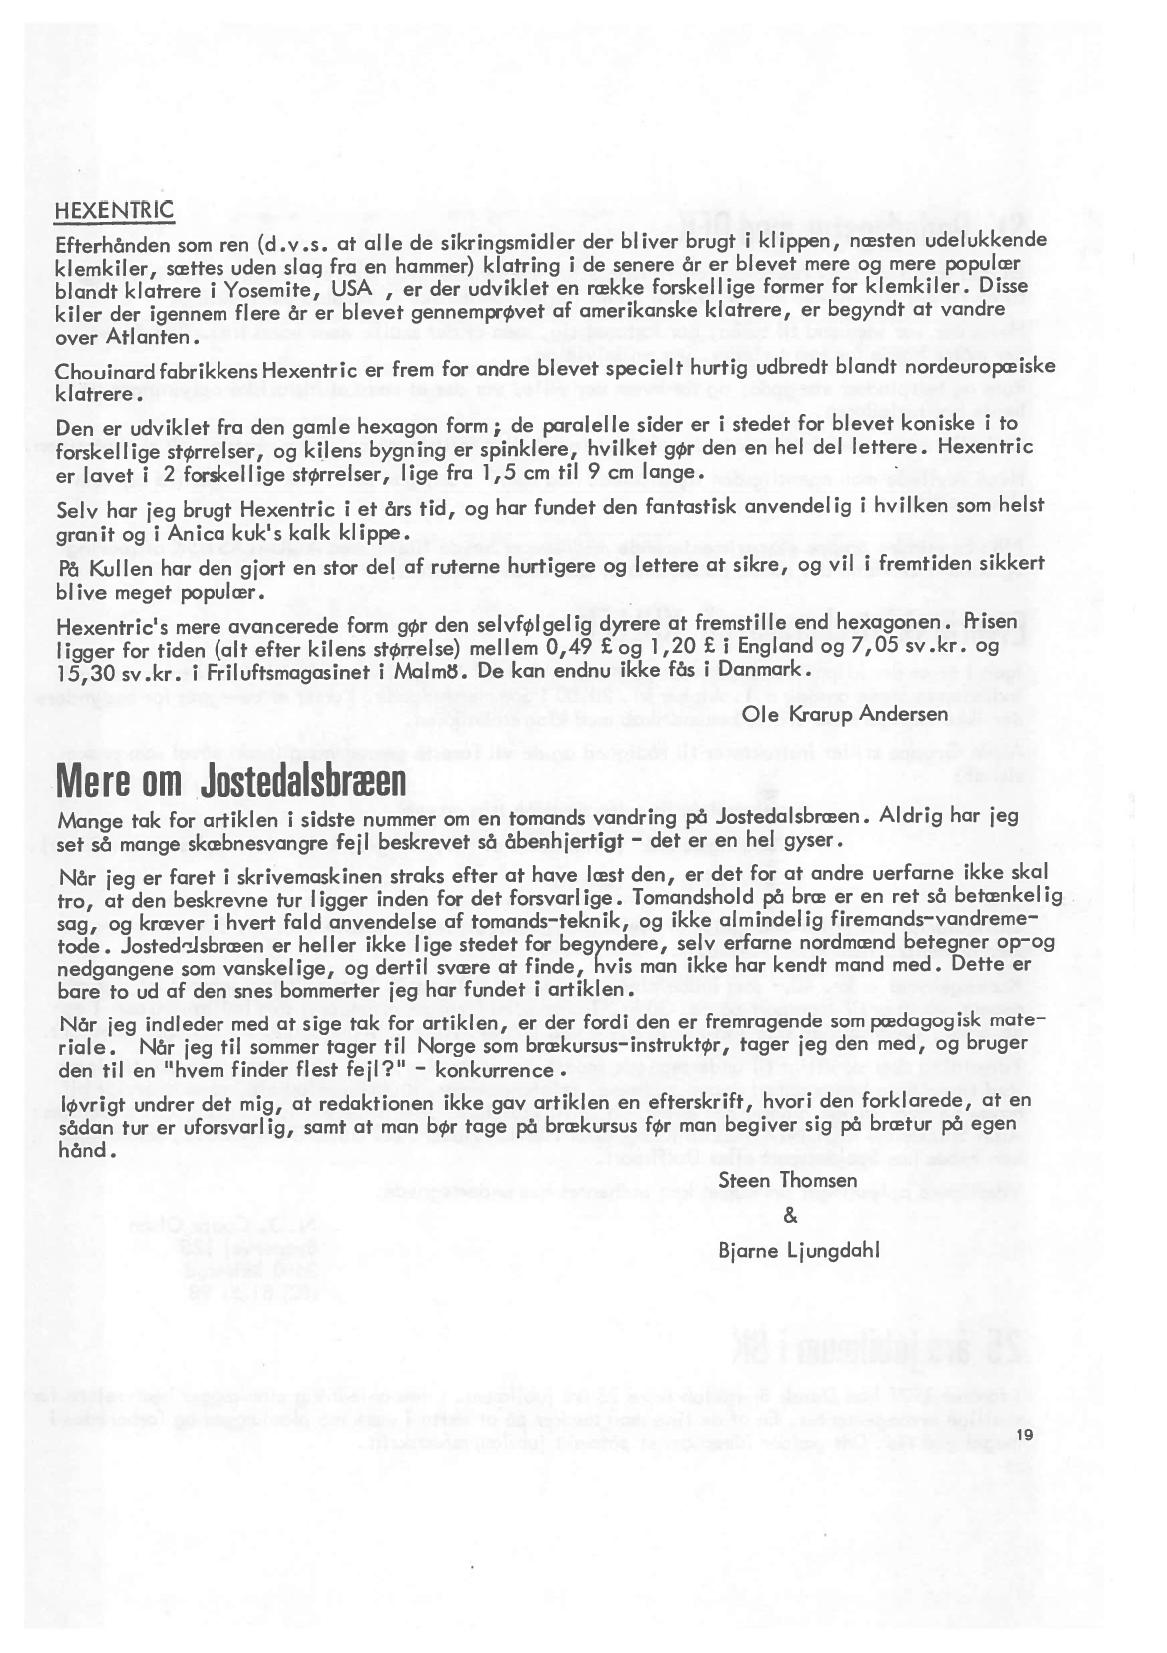 HEXENTRIC
Efterhånden som ren (d.v.s. at alle de sikringsmidler der bliver brugt i klippen, næsten udelukkende
klemkiler, sættes uden slag fra en hammer) klatring i de senere år er blevet mere og mere populær
blandt klatrere i Yosemite, USA , er der udviklet en række forskellige former for klemkiler. Disse
kiler der igennem flere år er blevet gennemprøvet af amerikanske klatrere, er begyndt at vandre
over Atlanten.
Chouinard fabrikkens Hexentric er frem for andre blevet specielt hurtig udbredt blandt nordeuropæiske
klatrere.
Den er udviklet fra den gamle hexagon form; de paralelle sider er i stedet for blevet koniske i to
forskellige størrelser, og kilens bygning er spinklere, hvilket gør den en hel del lettere. Hexentric
er lavet i 2 forskellige størrelser, lige fra 1,5 cm til 9 cm lange.
Selv har jeg brugt Hexentric i et års tid, og har fundet den fantastisk anvendelig i hvilken som helst
granit og i Anica kuk's kalk klippe.
På Kullen har den gjort en stor del af ruterne hurtigere og lettere at sikre, og vil i fremtiden sikkert
blive meget populær.
Hexentric's mere avancerede form gør den selvfølgelig dyrere at fremstille end hexagonen. Prisen
ligger for tiden (alt efter kilens størrelse) mellem 0,49 £ og 1,20 £ i England og 7,05 sv.kr. og
15,30 sv.kr. i Friluftsmagasinet i Malmö. De kan endnu ikke fås i Danmark.
Ole Krarup Andersen
Mere om Jostedalsbræen
Mange tak for artiklen i sidste nummer om en tomands vandring på Jostedalsbræen. Aldrig har jeg
set så mange skæbnesvangre fejl beskrevet så åbenhjertigt - det er en hel gyser.
Når jeg er faret i skrivemaskinen straks efter at have læst den, er det for at andre uerfarne ikke skal
tro, at den beskrevne tur ligger inden for det forsvarlige. Tomandshold på bræ er en ret så betænkelig
sag, og kræver i hvert fald anvendelse af tomands-teknik, og ikke almindelig firemands-vandreme-
tode. Jostedalsbræen er heller ikke lige stedet for begyndere, selv erfarne nordmænd betegner op-og
nedgangene som vanskelige, og dertil svære at finde, hvis man ikke har kendt mand med. Dette er
bare to ud af den snes bommerter jeg har fundet i artiklen.
Når jeg indleder med at sige tak for artiklen, er der fordi den er fremragende som pædagogisk mate-
riale. Når jeg til sommer tager til Norge som brækursus-instruktør, tager jeg den med, og bruger
den til en "hvem finder flest fejl?" - konkurrence.
Iøvrigt undrer det mig, at redaktionen ikke gav artiklen en efterskrift, hvori den forklarede, at en
sådan tur er uforsvarlig, samt at man bør tage på brækursus før man begiver sig på brætur på egen
hånd.
Steen Thomsen
&
Bjarne Ljungdahl
19